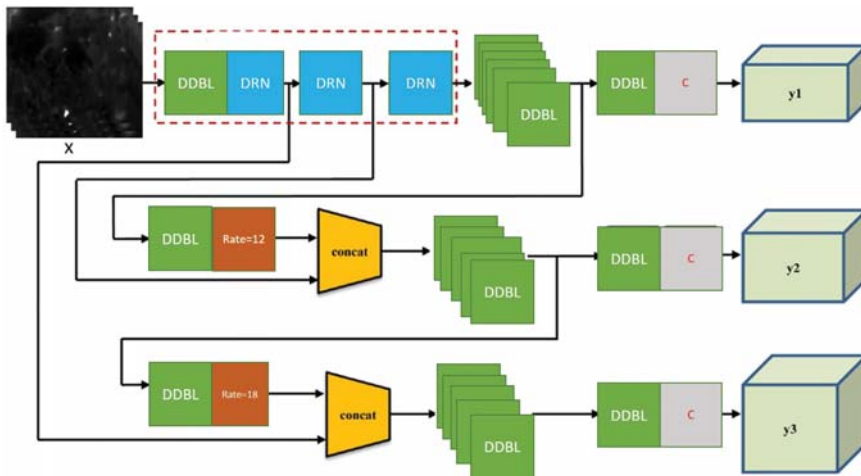 DDBL DRN DRN DRN DDBL DDBL C y1
X
DDBL Rate=12 concat DDBL DDBL C y2
DDBL Rate=18 concat DDBL DDBL C y3